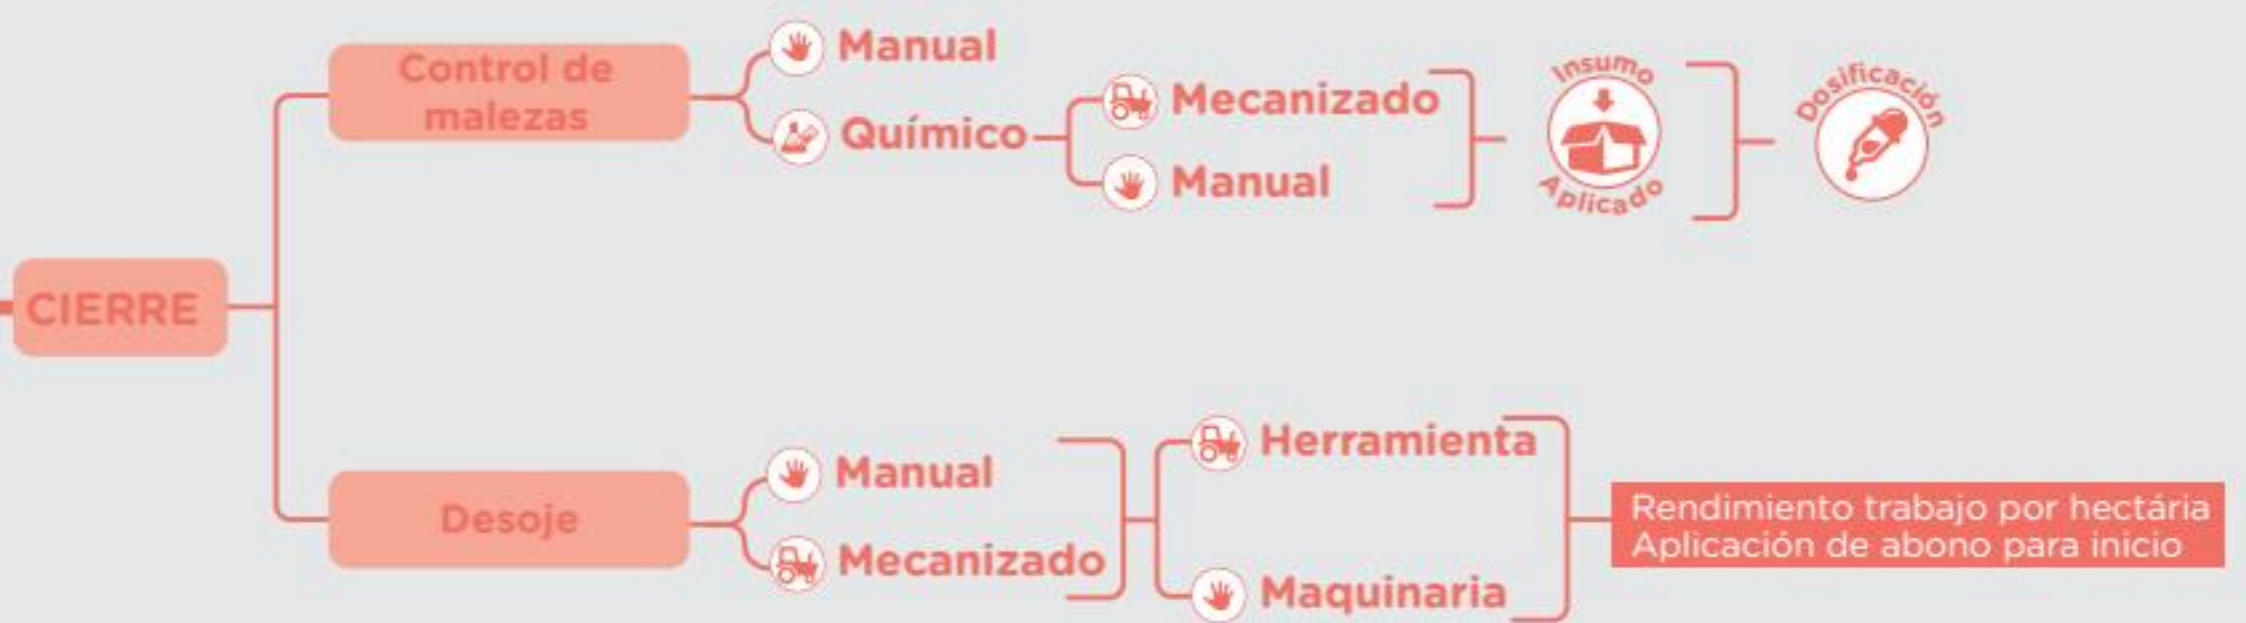 CIERRE
Control de
malezas
Manual
Químico
Mecanizado
Manual
Insumo
Aplicado
Dosificación
Desoje
Manual
Mecanizado
Herramienta
Maquinaria
Rendimiento trabajo por hectária
Aplicación de abono para inicio